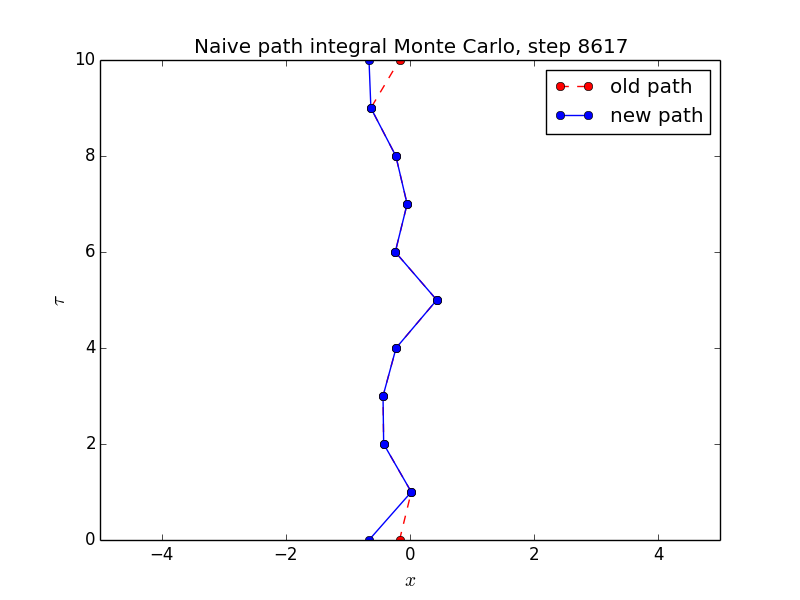 Naive path integral Monte Carlo, step 8617
old path
new path
10
8
6
4
2
0
τ
−4
−2
0
2
4
x